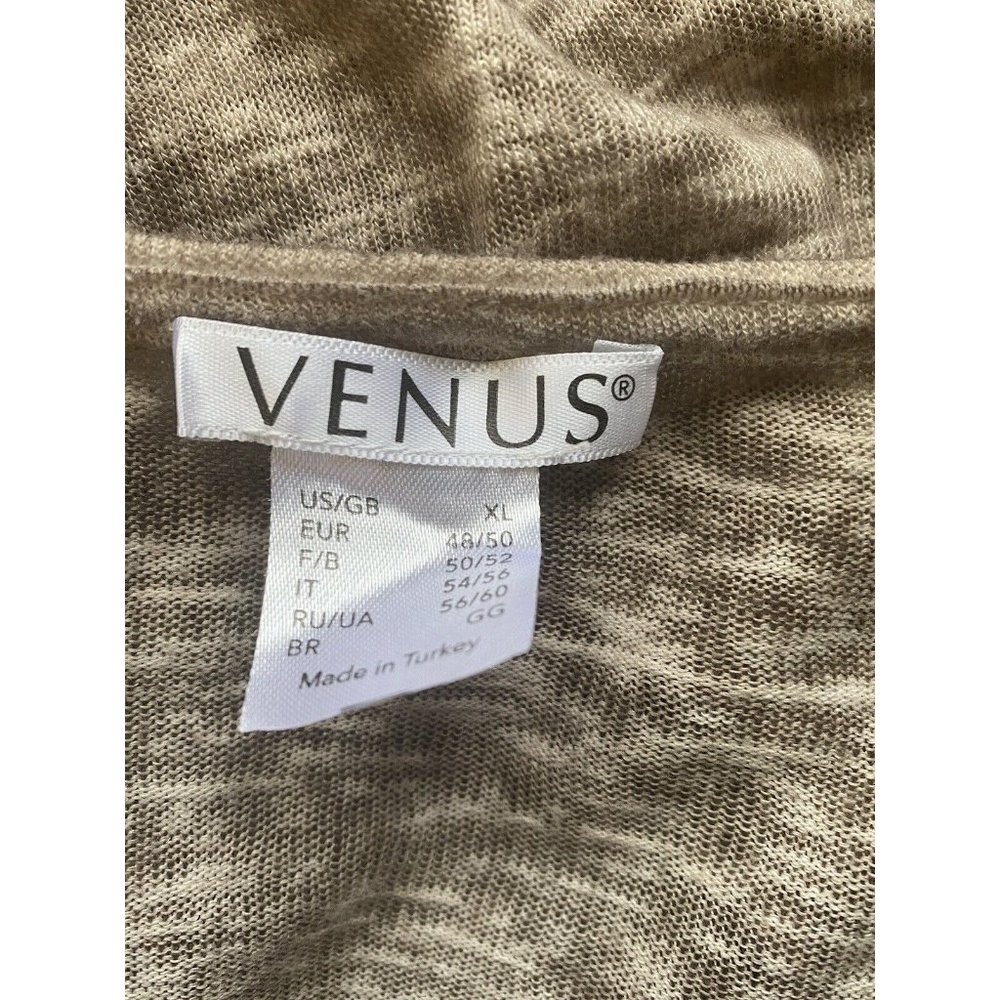 VENUS®
US/GB XL
EUR 48/50
F/B 50/52
IT 54/56
RU/UA 56/60
BR GG
Made in Turkey